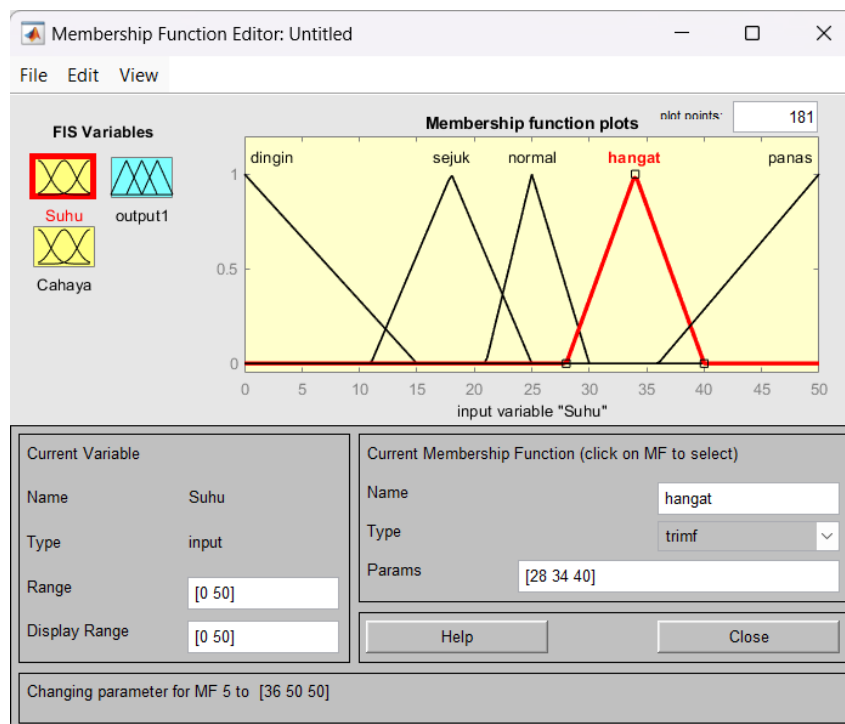 Membership Function Editor: Untitled
File Edit View
FIS Variables
Membership function plots
plot points:
181
Suhu
output1
Cahaya
dingin
sejuk
normal
hangat
panas
1
0.5
0
0 5 10 15 20 25 30 35 40 45 50
input variable "Suhu"
Current Variable
Name Suhu
Type input
Range [0 50]
Display Range [0 50]
Current Membership Function (click on MF to select)
Name hangat
Type trimf
Params [28 34 40]
Help
Close
Changing parameter for MF 5 to [36 50 50]